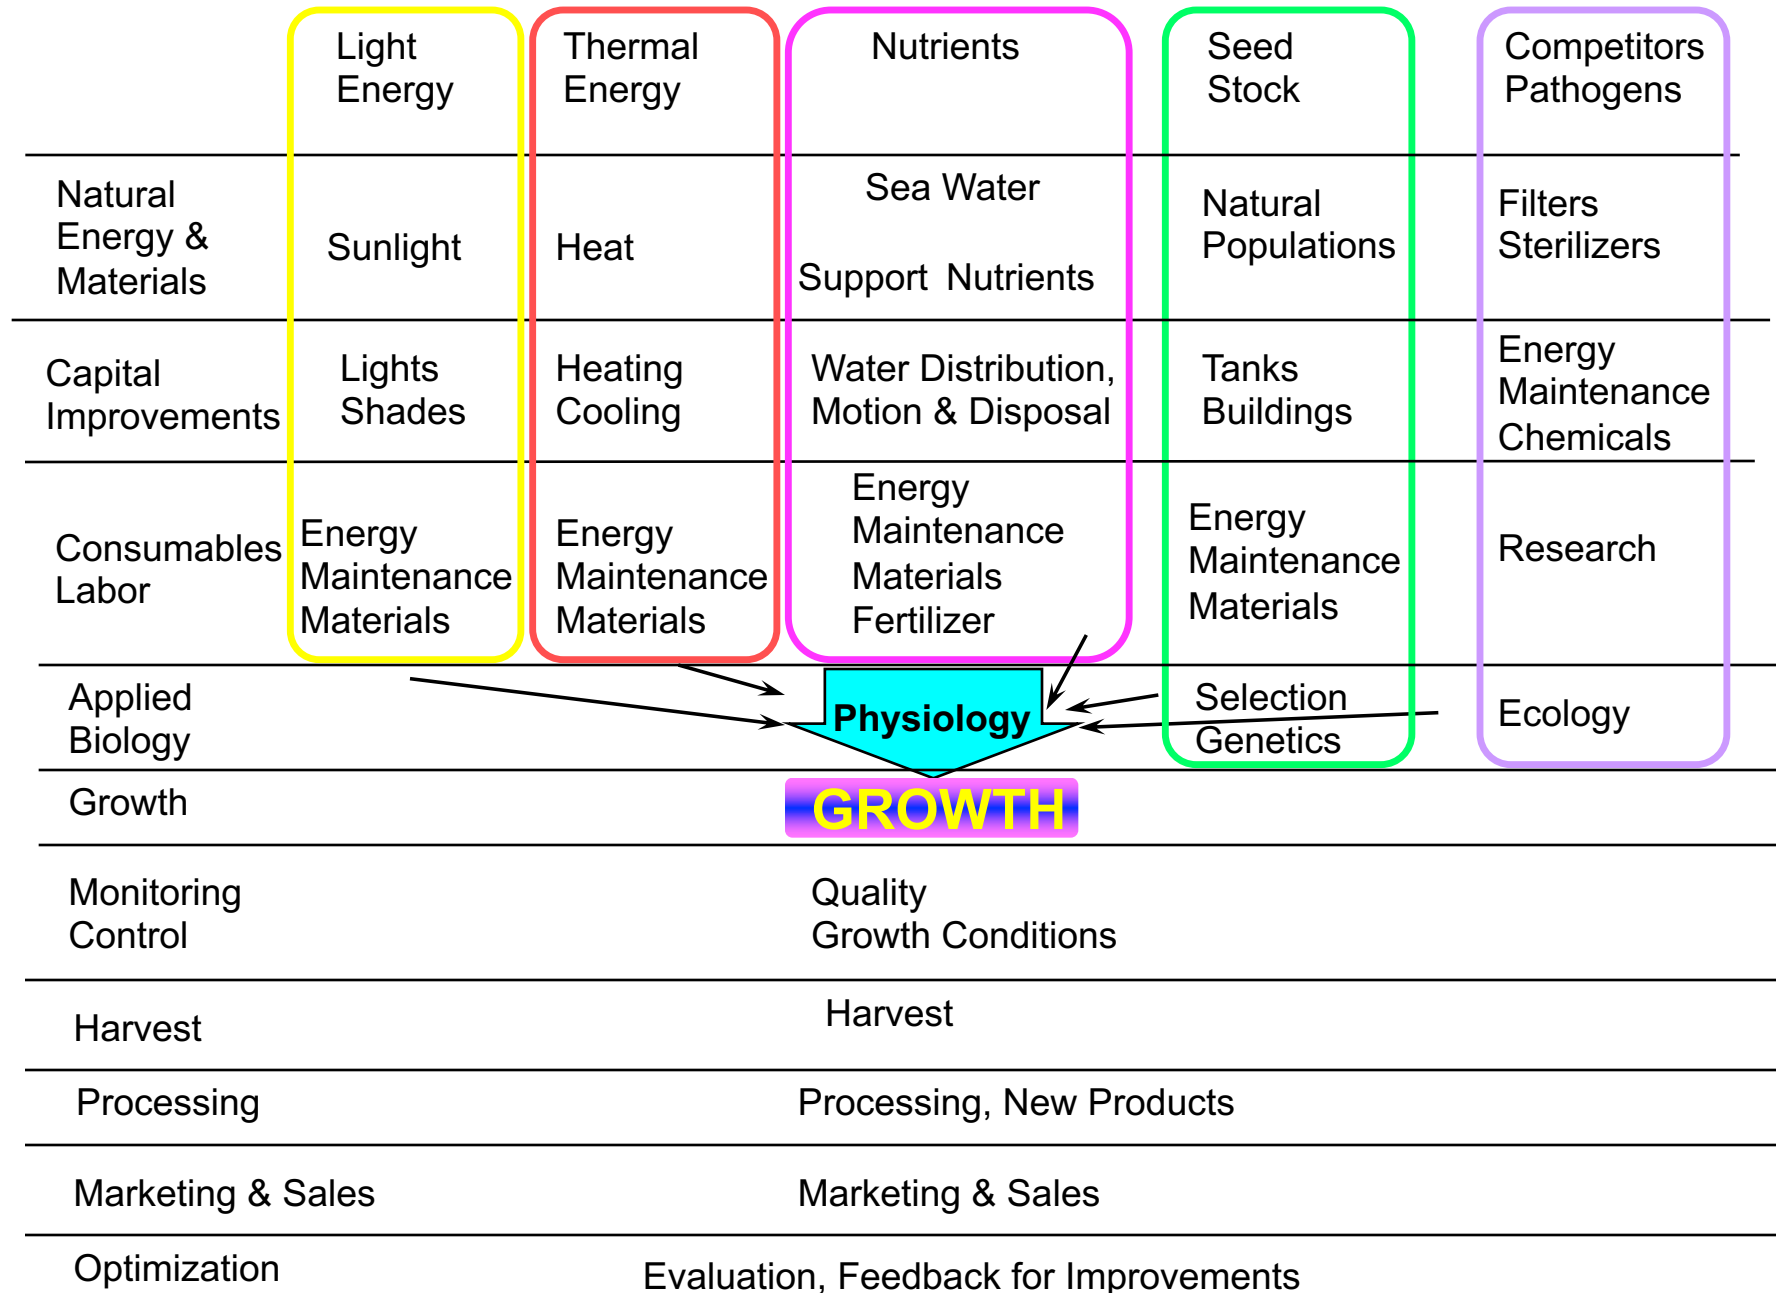 Light
Energy
Thermal
Energy
Nutrients
Seed
Stock
Competitors
Pathogens
Natural
Energy &
Materials
Sunlight
Heat
Sea Water
Support Nutrients
Natural
Populations
Filters
Sterilizers
Capital
Improvements
Lights
Shades
Heating
Cooling
Water Distribution,
Motion & Disposal
Tanks
Buildings
Energy
Maintenance
Chemicals
Consumables
Labor
Energy
Maintenance
Materials
Energy
Maintenance
Materials
Energy
Maintenance
Materials
Fertilizer
Energy
Maintenance
Materials
Research
Applied
Biology
Physiology
Selection
Genetics
Ecology
Growth
GROWTH
Monitoring
Control
Quality
Growth Conditions
Harvest
Harvest
Processing
Processing, New Products
Marketing & Sales
Marketing & Sales
Optimization
Evaluation, Feedback for Improvements